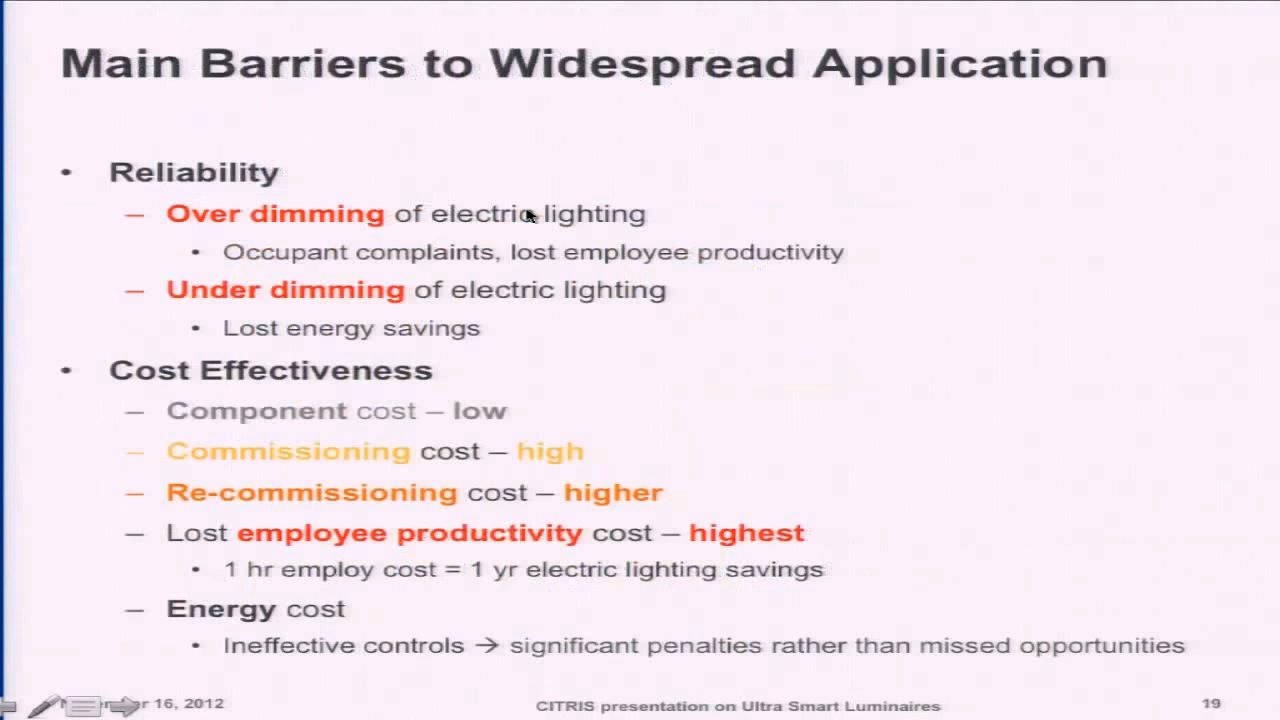 Main Barriers to Widespread Application
• Reliability
– Over dimming of electric lighting
• Occupant complaints, lost employee productivity
– Under dimming of electric lighting
• Lost energy savings
• Cost Effectiveness
– Component cost – low
– Commissioning cost – high
– Re-commissioning cost – higher
– Lost employee productivity cost – highest
• 1 hr employ cost = 1 yr electric lighting savings
– Energy cost
• Ineffective controls → significant penalties rather than missed opportunities
16, 2012
CITRIS presentation on Ultra Smart Luminaires
19